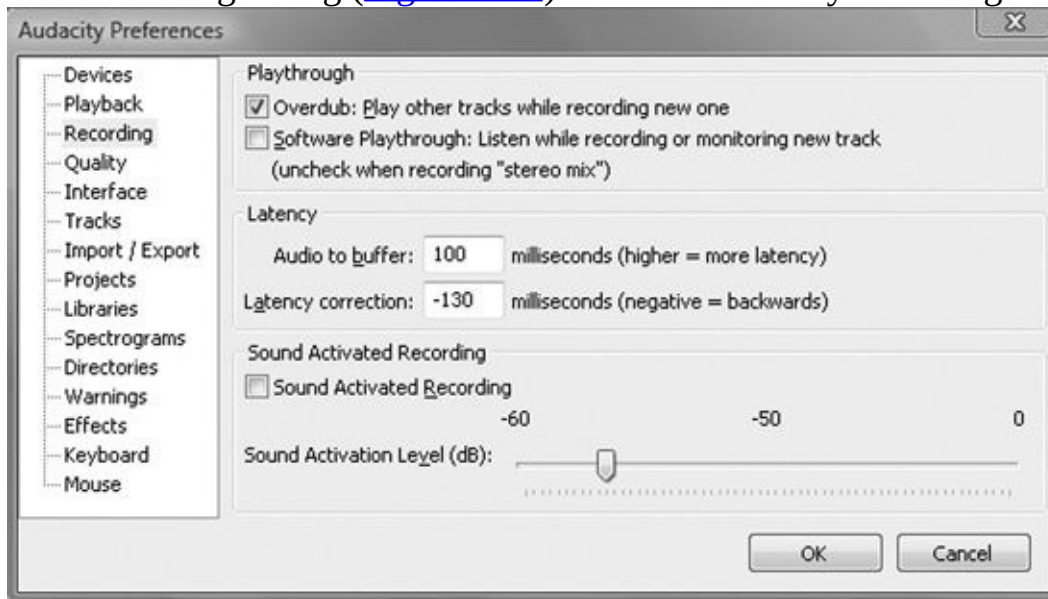 Audacity Preferences
Devices
Playback
Recording
Quality
Interface
Tracks
Import / Export
Projects
Libraries
Spectrograms
Directories
Warnings
Effects
Keyboard
Mouse
Playthrough
Overdub: Play other tracks while recording new one
Software Playthrough: Listen while recording or monitoring new track
(uncheck when recording "stereo mix")
Latency
Audio to buffer: 100 milliseconds (higher = more latency)
Latency correction: -130 milliseconds (negative = backwards)
Sound Activated Recording
Sound Activated Recording
-60 -50 0
Sound Activation Level (dB):
OK Cancel